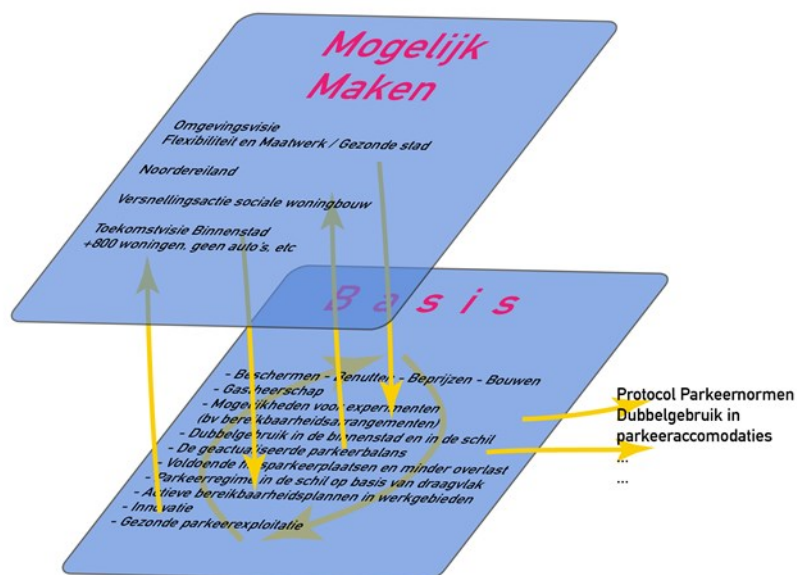 Mogelijk
Maken
Omgevingsvisie
Flexibiliteit en Maatwerk / Gezonde stad
Noordereiland
Versnellingsactie sociale woningbouw
Toekomstvisie Binnenstad
+800 woningen, geen auto's, etc
Basis
- Beschermen - Benutten - Beprijzen - Bouwen
- Gastheerschap
- Mogelijkheden voor experimenten
(bv bereikbaarheidsarrangementen)
- Dubbelgebruik in de binnenstad en in de schil
- De geactualiseerde parkeerbalans
- Voldoende fietsparkeerplaatsen en minder overlast
- Parkeerregime in de schil op basis van draagvlak
- Actieve bereikbaarheidsplannen in werkgebieden
- Innovatie
- Gezonde parkeerexploitatie
Protocol Parkeernormen
Dubbelgebruik in
parkeeraccomodaties
...
...